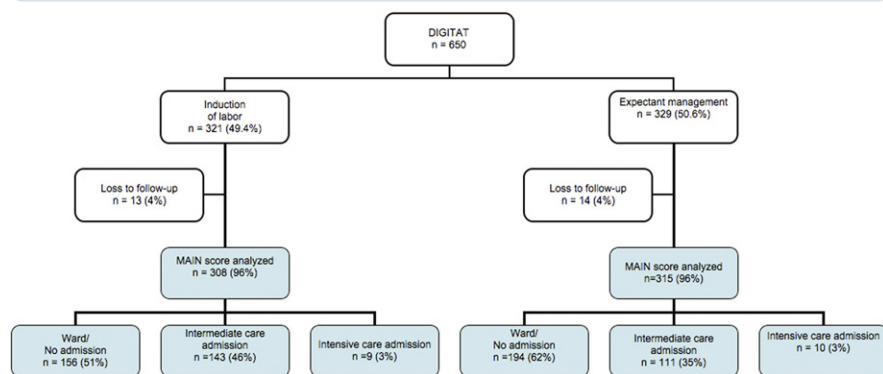 DIGITAT
n = 650
Induction
of labor
n = 321 (49.4%)
Expectant management
n = 329 (50.6%)
Loss to follow-up
n = 13 (4%)
Loss to follow-up
n = 14 (4%)
MAIN score analyzed
n = 308 (96%)
MAIN score analyzed
n=315 (96%)
Ward/
No admission
n = 156 (51%)
Intermediate care
admission
n =143 (46%)
Intensive care admission
n =9 (3%)
Ward/
No admission
n =194 (62%)
Intermediate care
admission
n = 111 (35%)
Intensive care admission
n = 10 (3%)